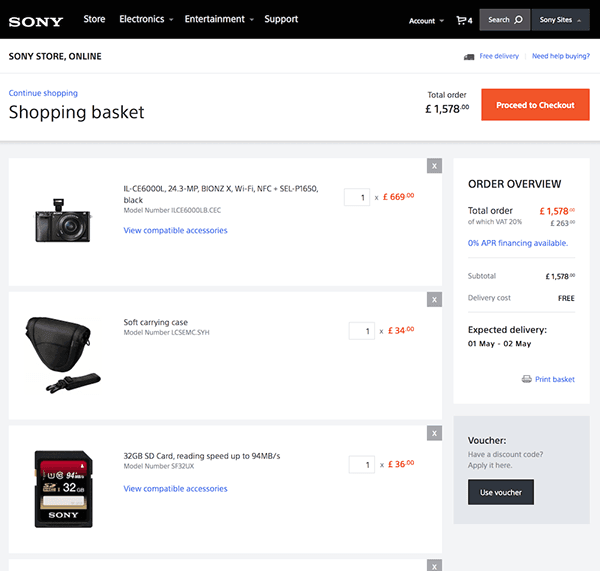 SONY Store Electronics Entertainment Support Account 4 Search Sony Sites
SONY STORE, ONLINE Free delivery Need help buying?
Continue shopping
Shopping basket
Total order
£ 1,578.00
Proceed to Checkout
x
IL-CE6000L, 24.3-MP, BIONZ X, Wi-Fi, NFC + SEL-P1650,
black
Model Number ILCE6000LB.CEC
View compatible accessories
1 x £ 669.00
x
Soft carrying case
Model Number LCSEMC.SYH
1 x £ 34.00
x
32GB SD Card, reading speed up to 94MB/s
Model Number SF32UX
View compatible accessories
1 x £ 36.00
94MB/s
32GB
SONY
x
ORDER OVERVIEW
Total order £ 1,578.00
of which VAT 20% £ 263.00
0% APR financing available.
Subtotal £ 1,578.00
Delivery cost FREE
Expected delivery:
01 May - 02 May
Print basket
Voucher:
Have a discount code?
Apply it here.
Use voucher